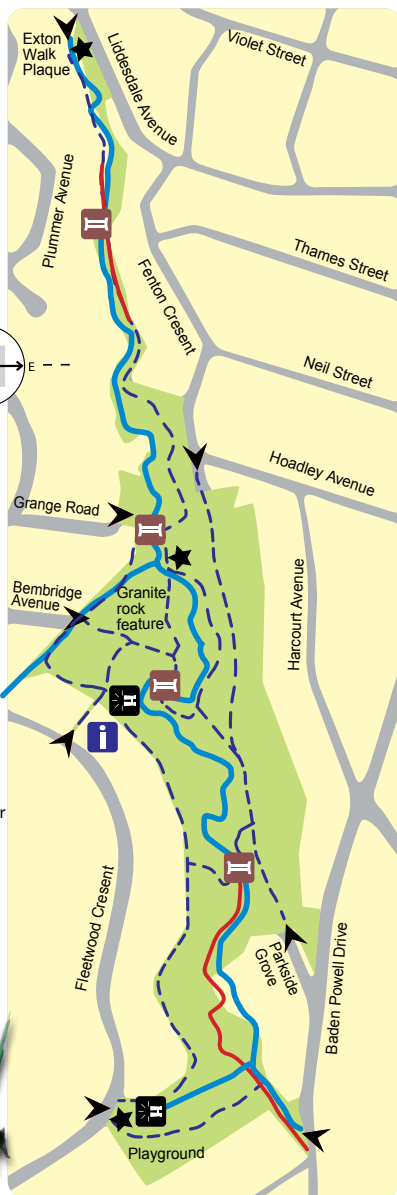 Exton
Walk
Plaque
Liddesdale Avenue
Violet Street
Plummer Avenue
Thames Street
Fenton Cresent
E
Neil Street
Hoadley Avenue
Grange Road
Harcourt Avenue
Bembridge
Avenue
Granite
rock
feature
i
r
Fleetwood Cresent
Parkside
Grove
Baden Powell Drive
Playground